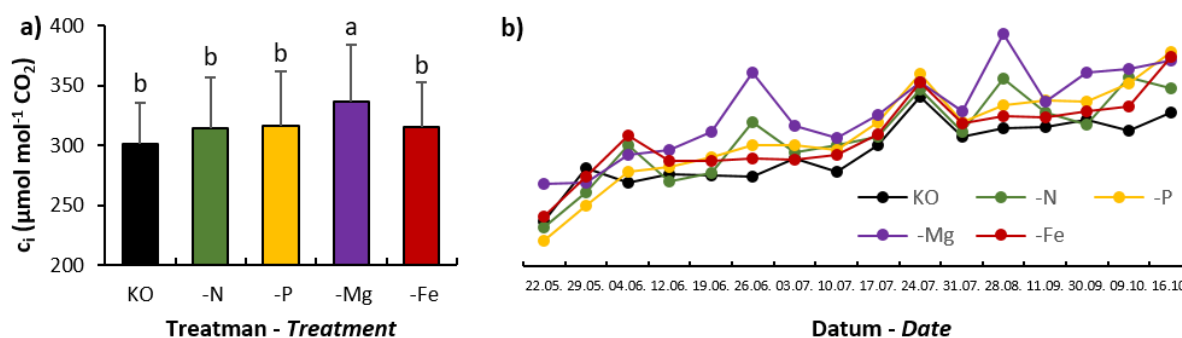 a)
400
350
300
250
200
cᵢ (µmol mol⁻¹ CO₂)
b b b a b
KO -N -P -Mg -Fe
Treatman - Treatment
b)
KO -N -P
-Mg -Fe
22.05. 29.05. 04.06. 12.06. 19.06. 26.06. 03.07. 10.07. 17.07. 24.07. 31.07. 28.08. 11.09. 30.09. 09.10. 16.10
Datum - Date